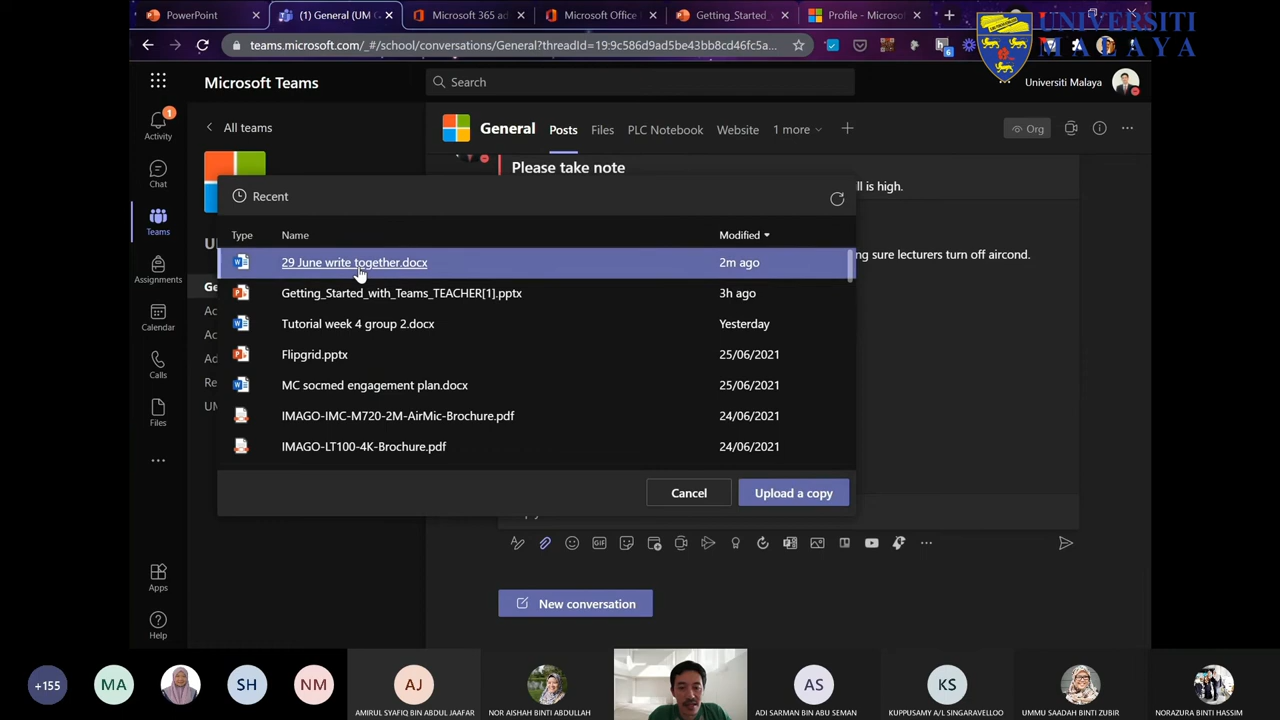 PowerPoint
(1) General (UM G
Microsoft 365 ad
Microsoft Office
Getting_Started_
Profile - Microso
UNIVERSITI
MALAYA
teams.microsoft.com/_#/school/conversations/General?threadId=19:9c586d9ad5be43bb8cd46fc5a...
6
Microsoft Teams
Search
Universiti Malaya
Activity
1
Chat
Teams
Assignments
Calendar
Calls
Files
Apps
Help
All teams
General
Posts
Files
PLC Notebook
Website
1 more
Org
Please take note
ll is high.
ng sure lecturers turn off aircond.
Recent
Type
Name
Modified
29 June write together.docx
2m ago
Getting_Started_with_Teams_TEACHER[1].pptx
3h ago
Tutorial week 4 group 2.docx
Yesterday
Flipgrid.pptx
25/06/2021
MC socmed engagement plan.docx
25/06/2021
IMAGO-IMC-M720-2M-AirMic-Brochure.pdf
24/06/2021
IMAGO-LT100-4K-Brochure.pdf
24/06/2021
Cancel
Upload a copy
GIF
New conversation
+155
MA
SH
NM
AJ
AMIRUL SYAFIQ BIN ABDUL JAAFAR
NOR AISHAH BINTI ABDULLAH
AS
ADI SARMAN BIN ABU SEMAN
KS
KUPPUSAMY A/L SINGARAVELLOO
UMMU SAADAH BINTI ZUBIR
NORAZURA BINTI HASSIM